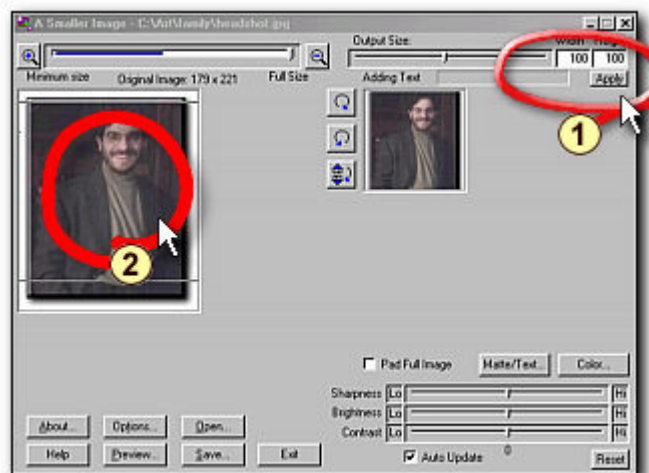 A Smaller Image - C:\Art\family\headshot.jpg
Output Size:
Width
100 100
Minimum size Original Image: 179 x 221 Full Size
Adding Text
Apply
1
2
Pad Full Image Matte/Text... Color...
Sharpness Lo Hi
Brightness Lo Hi
Contrast Lo Hi
0
About... Options... Open...
Help Preview... Save... Exit
Auto Update Reset